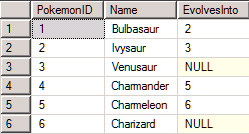 PokemonID Name EvolvesInto
1 1 Bulbasaur 2
2 2 Ivysaur 3
3 3 Venusaur NULL
4 4 Charmander 5
5 5 Charmeleon 6
6 6 Charizard NULL